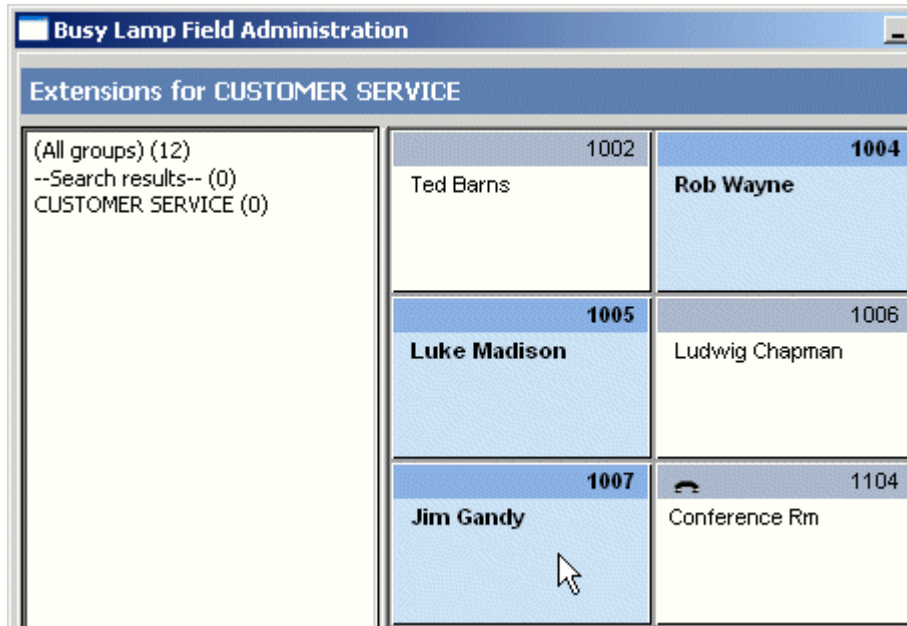 Busy Lamp Field Administration
Extensions for CUSTOMER SERVICE
(All groups) (12)
--Search results-- (0)
CUSTOMER SERVICE (0)
1002
Ted Barns
1004
Rob Wayne
1005
Luke Madison
1006
Ludwig Chapman
1007
Jim Gandy
1104
Conference Rm